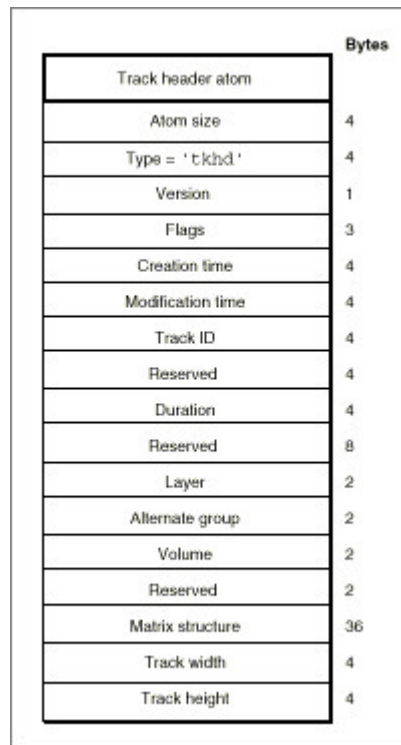 Bytes
Track header atom
Atom size 4
Type = 'tkhd' 4
Version 1
Flags 3
Creation time 4
Modification time 4
Track ID 4
Reserved 4
Duration 4
Reserved 8
Layer 2
Alternate group 2
Volume 2
Reserved 2
Matrix structure 36
Track width 4
Track height 4